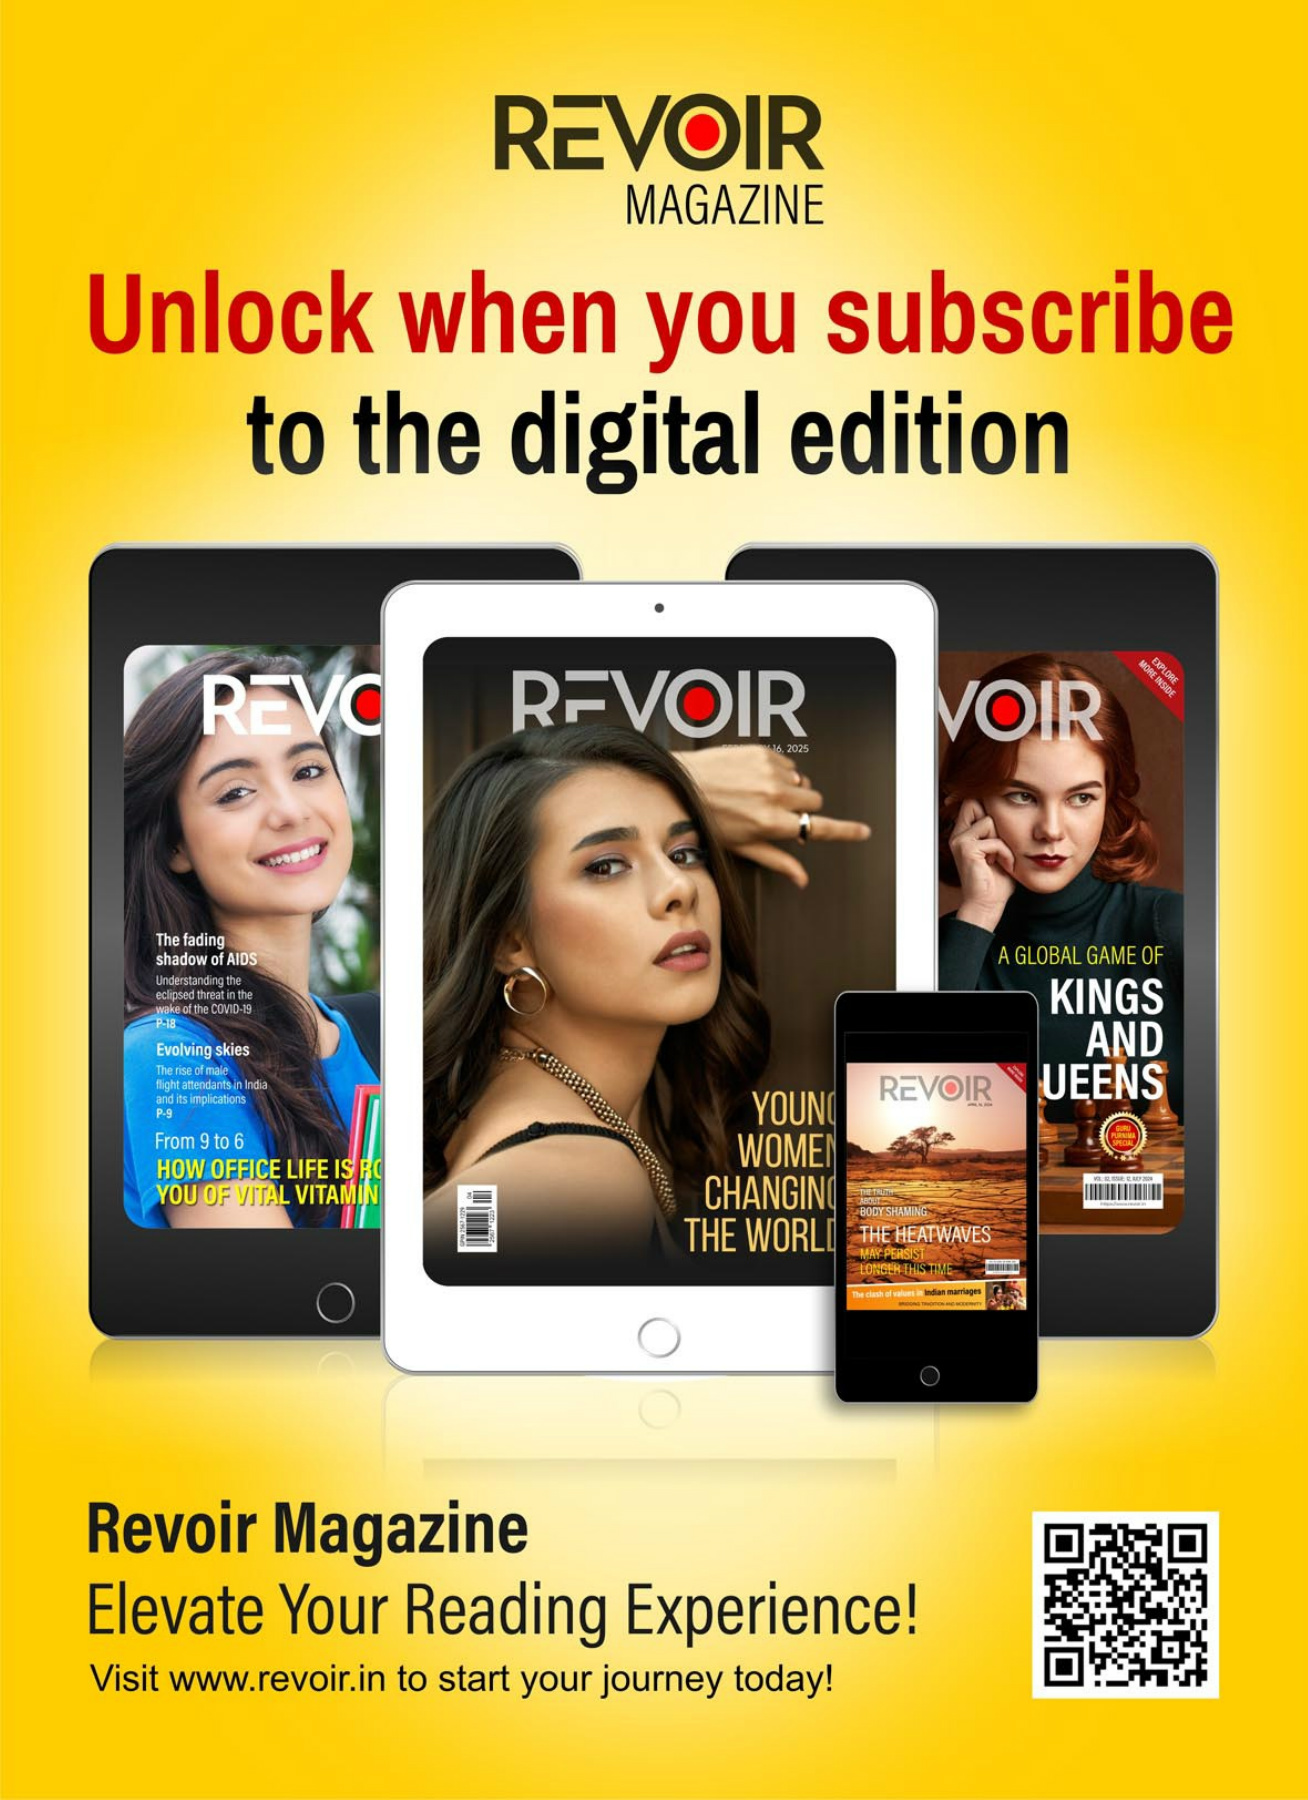 REVOIR
MAGAZINE
Unlock when you subscribe
to the digital edition
REVO
The fading
shadow of AIDS
Understanding the
eclipsed threat in the
wake of the COVID-19
P-18
Evolving skies
The rise of male
flight attendants in India
and its implications
P-9
From 9 to 6
HOW OFFICE LIFE IS RO
YOU OF VITAL VITAMIN
REVOIR
16, 2025
YOUNG
WOMEN
CHANGING
THE WORLD
VOIR
EXPLORE
MORE INSIDE
A GLOBAL GAME OF
KINGS
AND
UEENS
GURU
PURNIMA
SPECIAL
REVOIR
THE TRUTH
ABOUT
BODY SHAMING
THE HEATWAVES
MAY PERSIST
LONGER THIS TIME
The clash of values in Indian marriages
BRIDGING TRADITION AND MODERNITY
Revoir Magazine
Elevate Your Reading Experience!
Visit www.revoir.in to start your journey today!